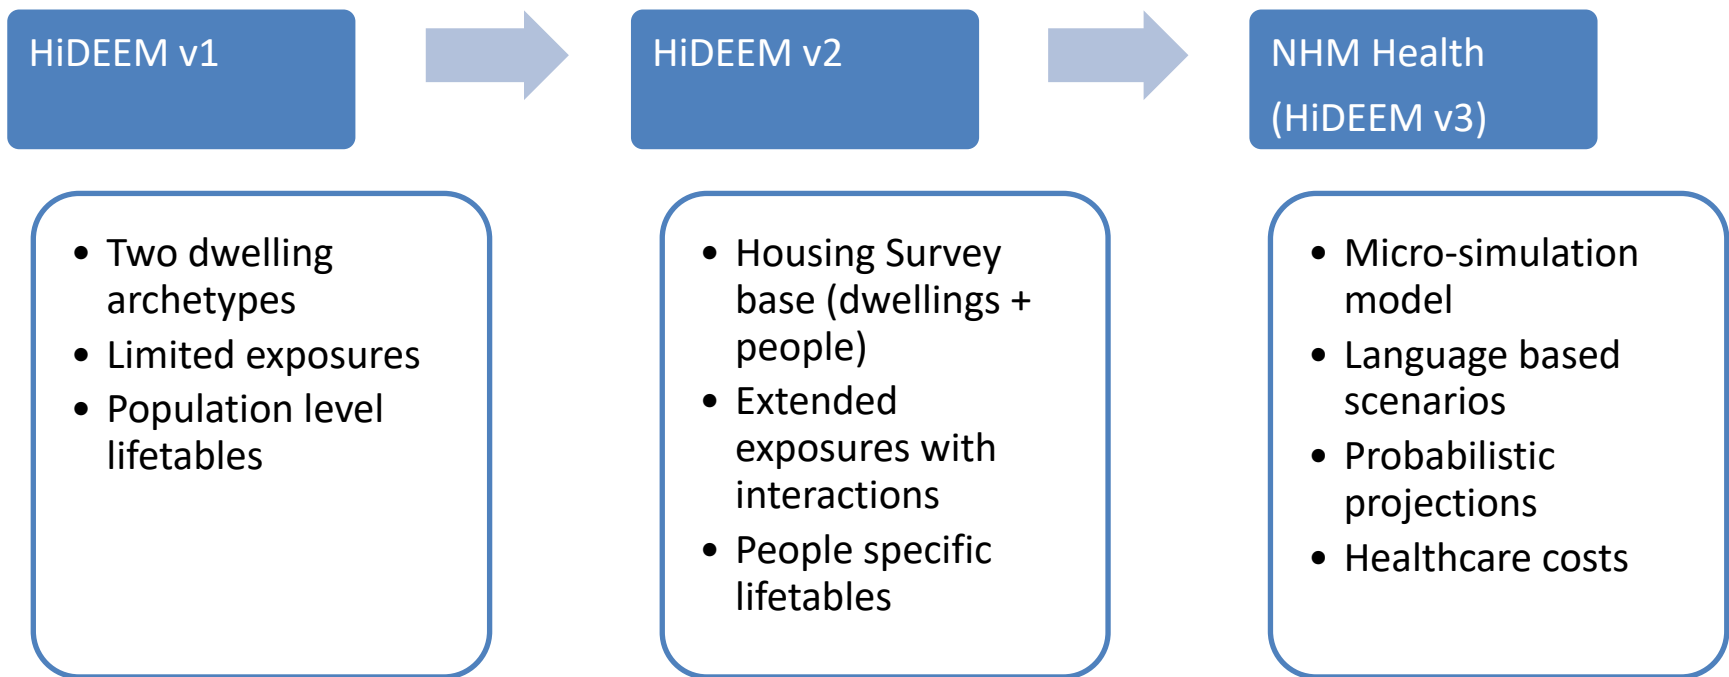 HiDEEM v1
• Two dwelling
archetypes
• Limited exposures
• Population level
lifetables
HiDEEM v2
• Housing Survey
base (dwellings +
people)
• Extended
exposures with
interactions
• People specific
lifetables
NHM Health
(HiDEEM v3)
• Micro-simulation
model
• Language based
scenarios
• Probabilistic
projections
• Healthcare costs